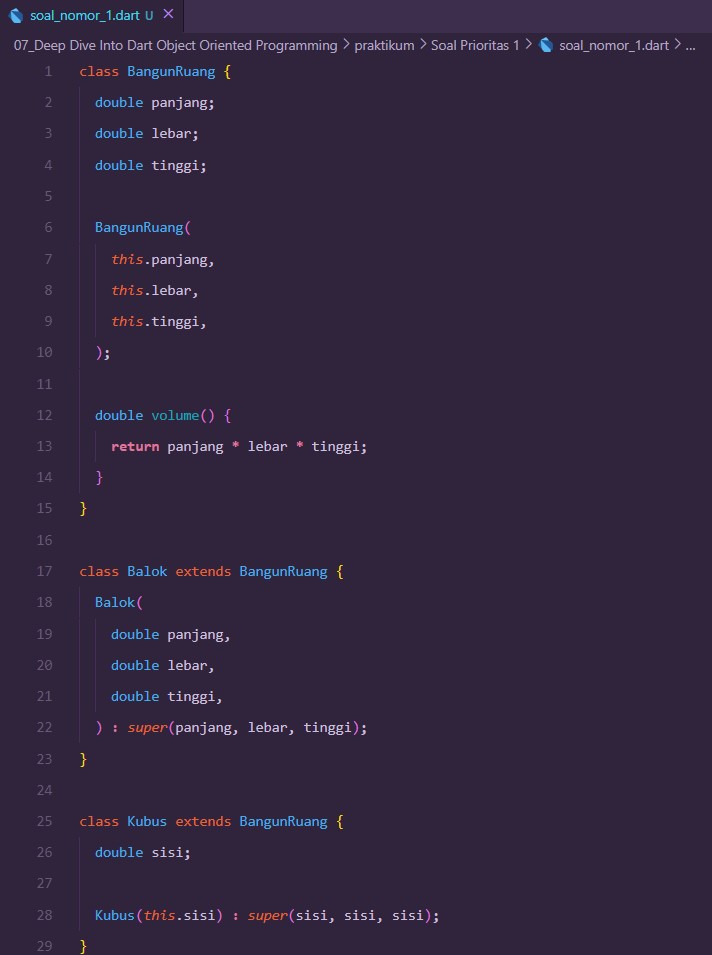 soal_nomor_1.dart U ×
07_Deep Dive Into Dart Object Oriented Programming > praktikum > Soal Prioritas 1 > soal_nomor_1.dart > ...
1 class BangunRuang {
2 double panjang;
3 double lebar;
4 double tinggi;
5
6 BangunRuang(
7 this.panjang,
8 this.lebar,
9 this.tinggi,
10 );
11
12 double volume() {
13 return panjang * lebar * tinggi;
14 }
15 }
16
17 class Balok extends BangunRuang {
18 Balok(
19 double panjang,
20 double lebar,
21 double tinggi,
22 ) : super(panjang, lebar, tinggi);
23 }
24
25 class Kubus extends BangunRuang {
26 double sisi;
27
28 Kubus(this.sisi) : super(sisi, sisi, sisi);
29 }